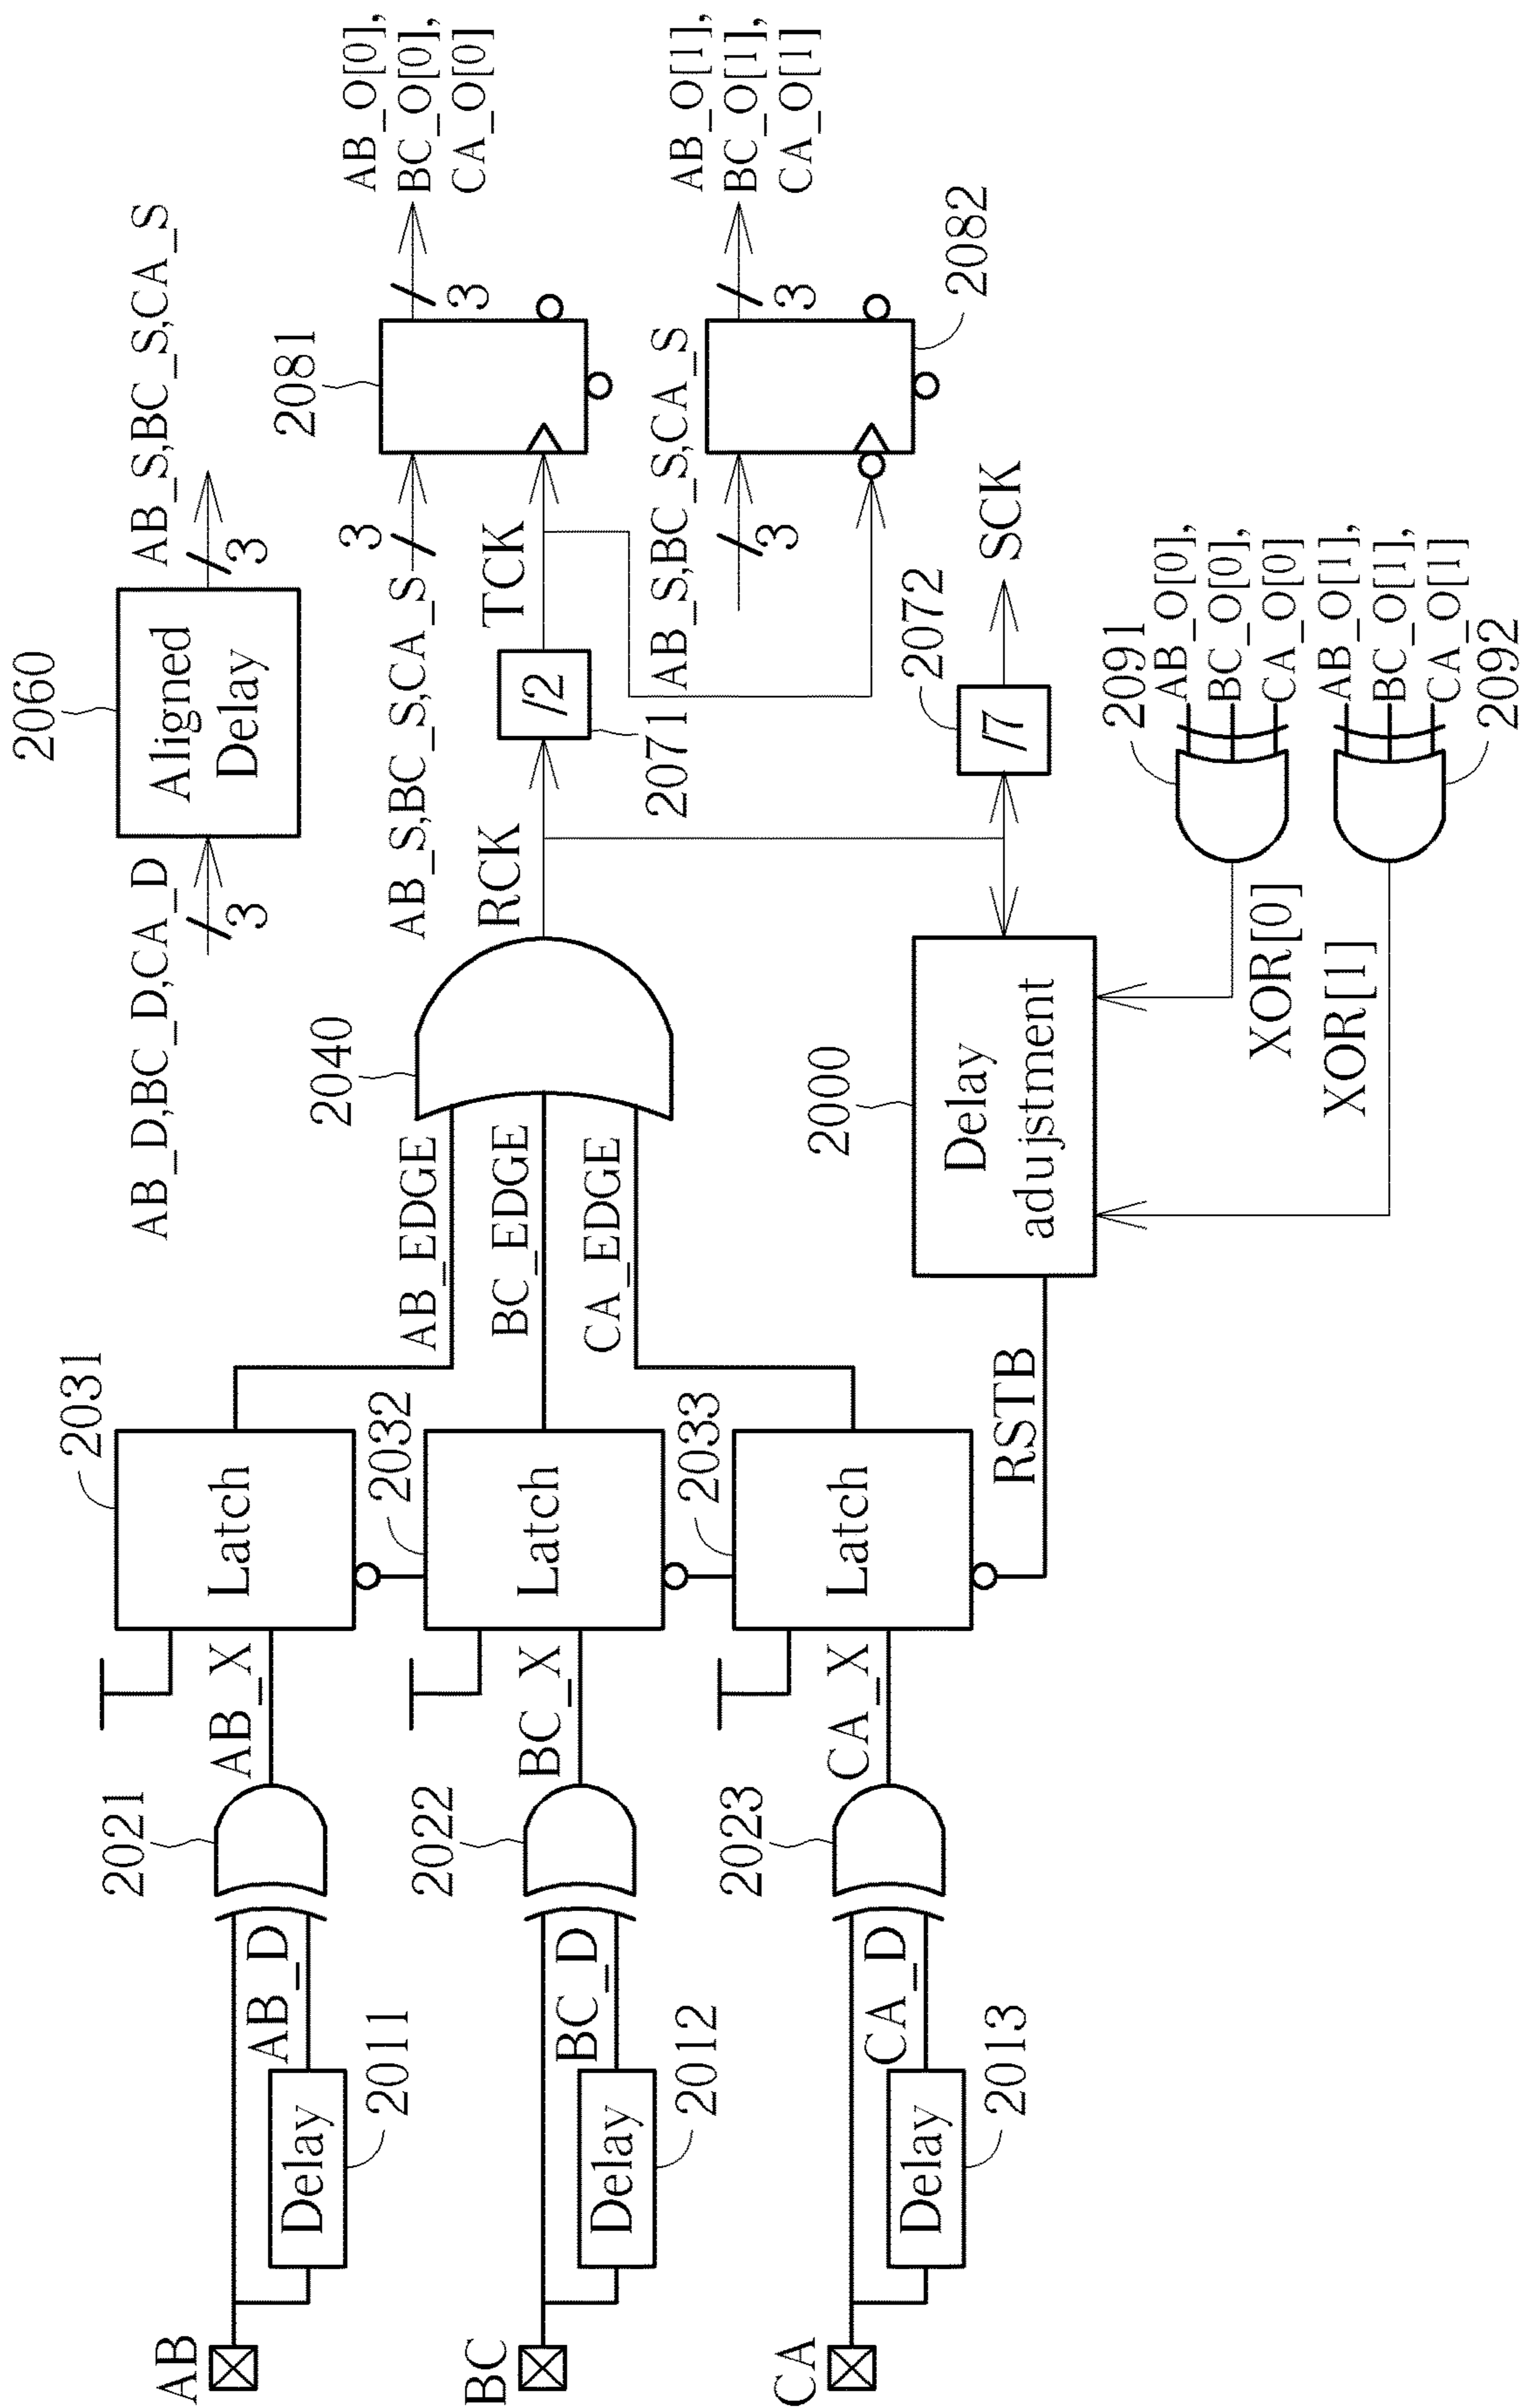 AB
Delay
2011
AB_D
2021
AB_X
Latch
2031
BC
Delay
2012
BC_D
2022
BC_X
Latch
2032
CA
Delay
2013
CA_D
2023
CA_X
Latch
2033
RSTB
AB_EDGE
BC_EDGE
CA_EDGE
2040
RCK
AB_D,BC_D,CA_D
3
2060
Aligned
Delay
3
AB_S,BC_S,CA_S
AB_S,BC_S,CA_S
3
/2
2071
TCK
2081
3
AB_O[0],
BC_O[0],
CA_O[0]
AB_S,BC_S,CA_S
3
2082
3
AB_O[1],
BC_O[1],
CA_O[1]
2000
Delay
adujstment
/7
2072
SCK
XOR[0]
XOR[1]
2091
AB_O[0],
BC_O[0],
CA_O[0]
AB_O[1],
BC_O[1],
CA_O[1]
2092